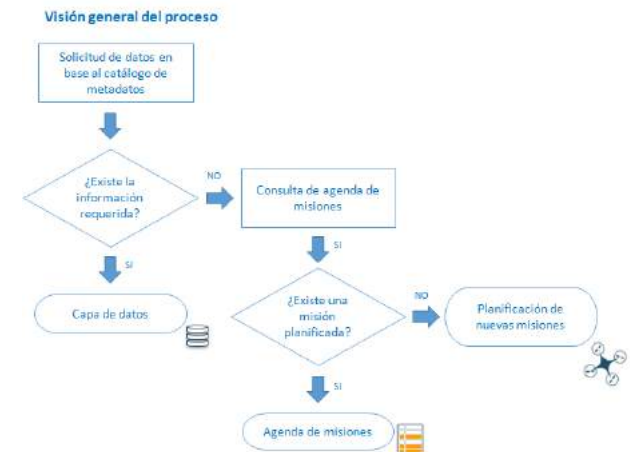 Visión general del proceso
Solicitud de datos en
base al catálogo de
metadatos
¿Existe la
información
requerida?
NO
Consulta de agenda de
misiones
SI
Capa de datos
SI
¿Existe una
misión
planificada?
NO
Planificación de
nuevas misiones
SI
Agenda de misiones